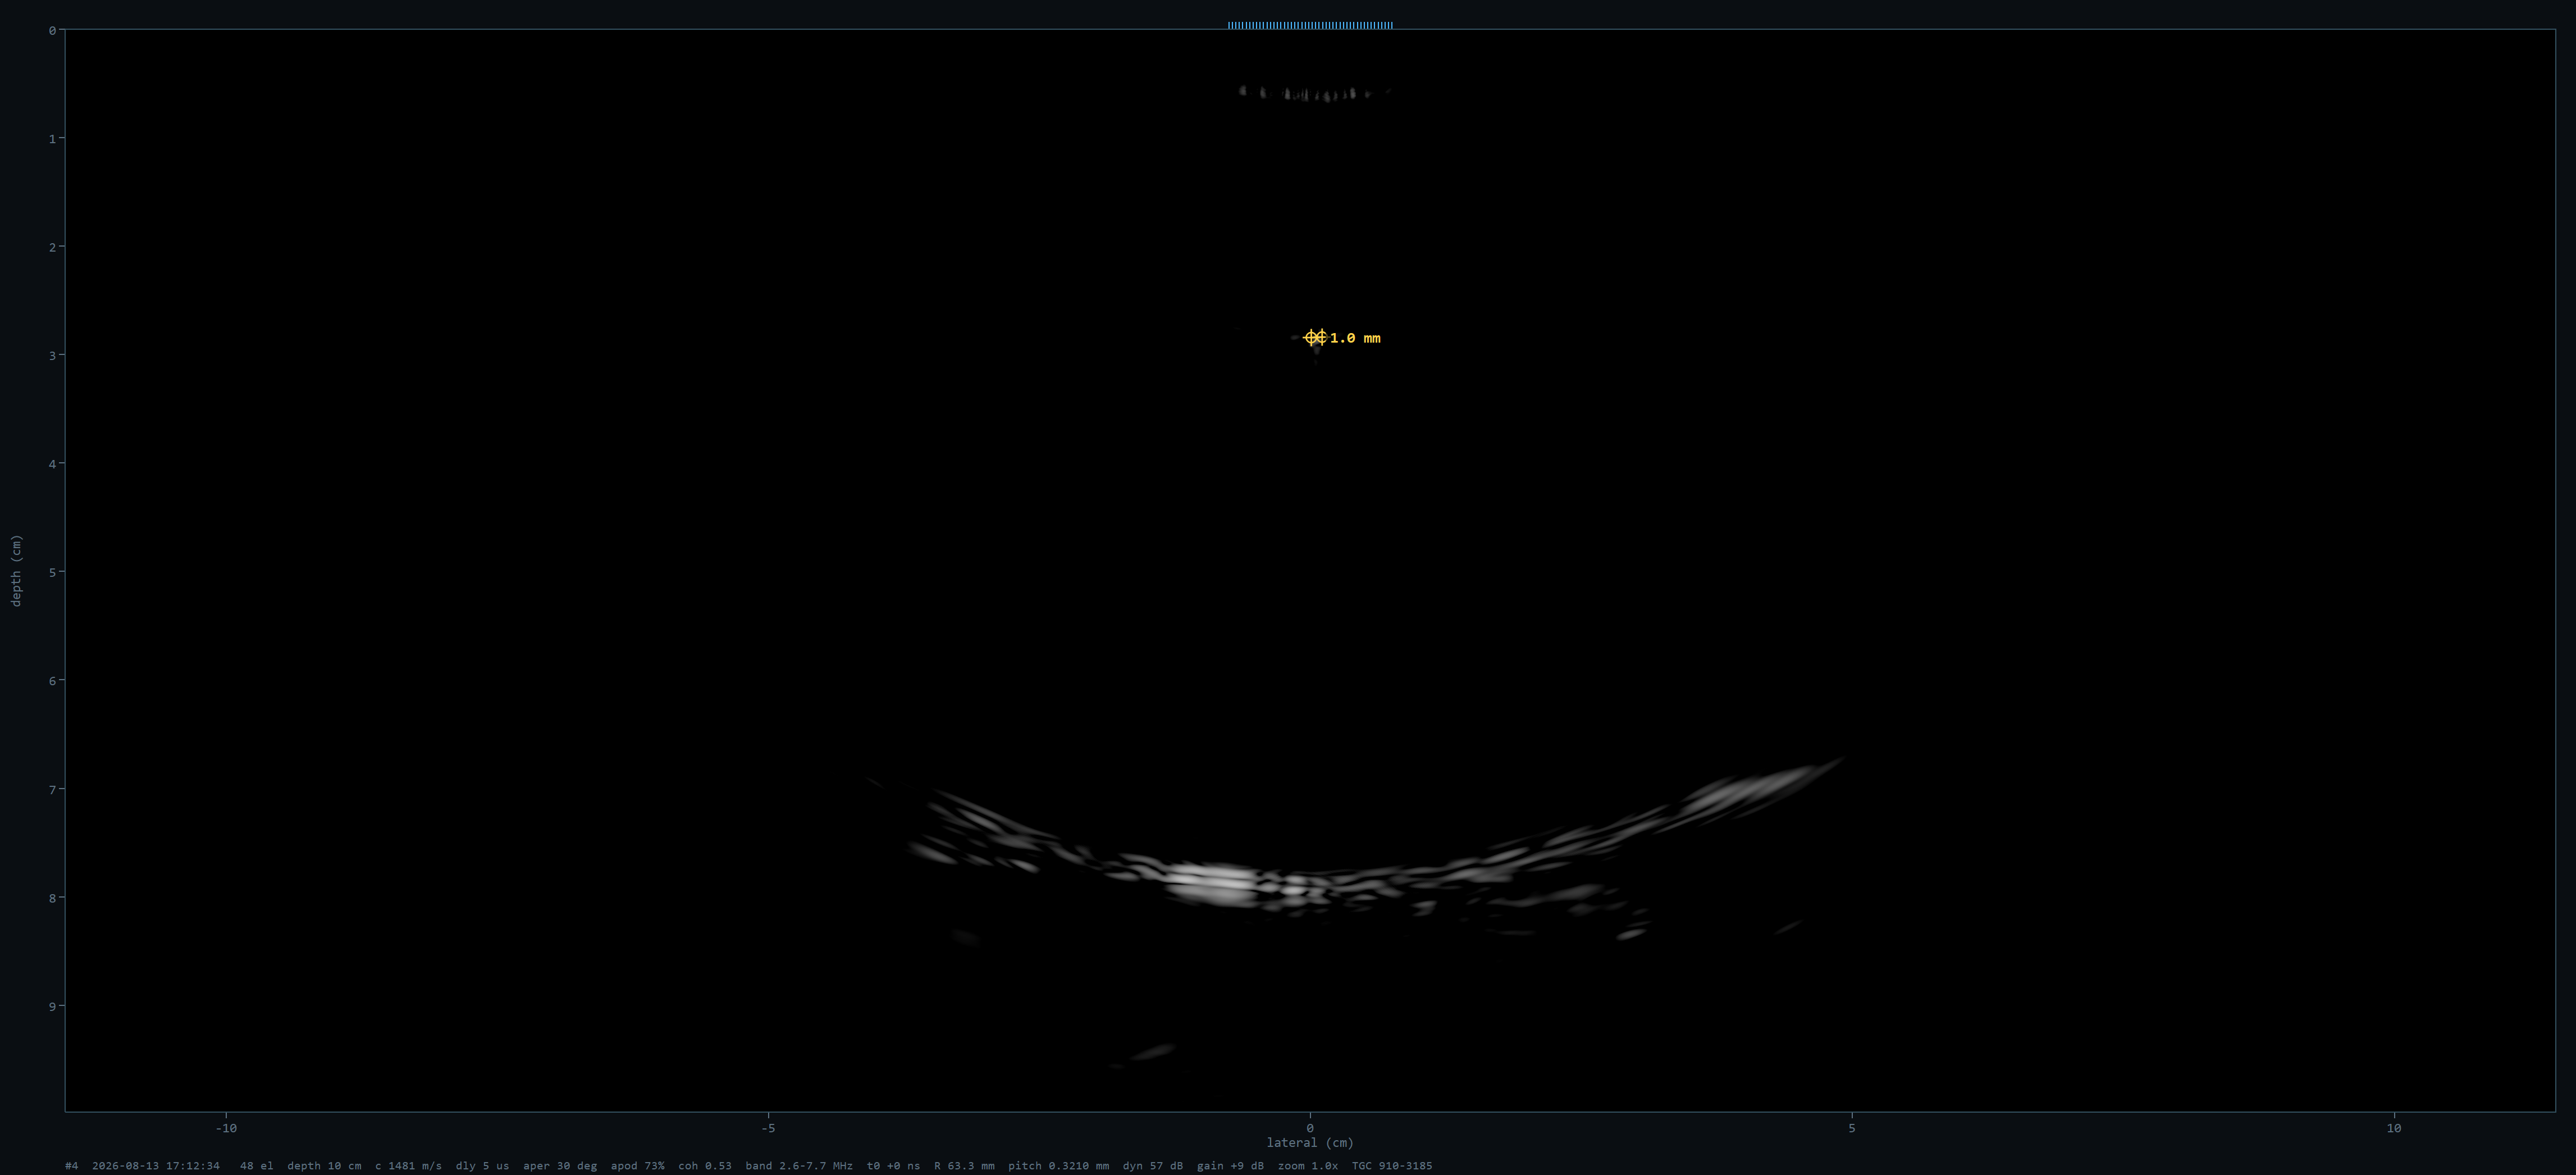 0
1
2
1.0 mm
3
4
depth (cm)
5
6
7
8
9
-10 -5 0 5 10
lateral (cm)
#4 2026-08-13 17:12:34 48 el depth 10 cm c 1481 m/s dly 5 us aper 30 deg apod 73% coh 0.53 band 2.6-7.7 MHz t0 +0 ns R 63.3 mm pitch 0.3210 mm dyn 57 dB gain +9 dB zoom 1.0x TGC 910-3185